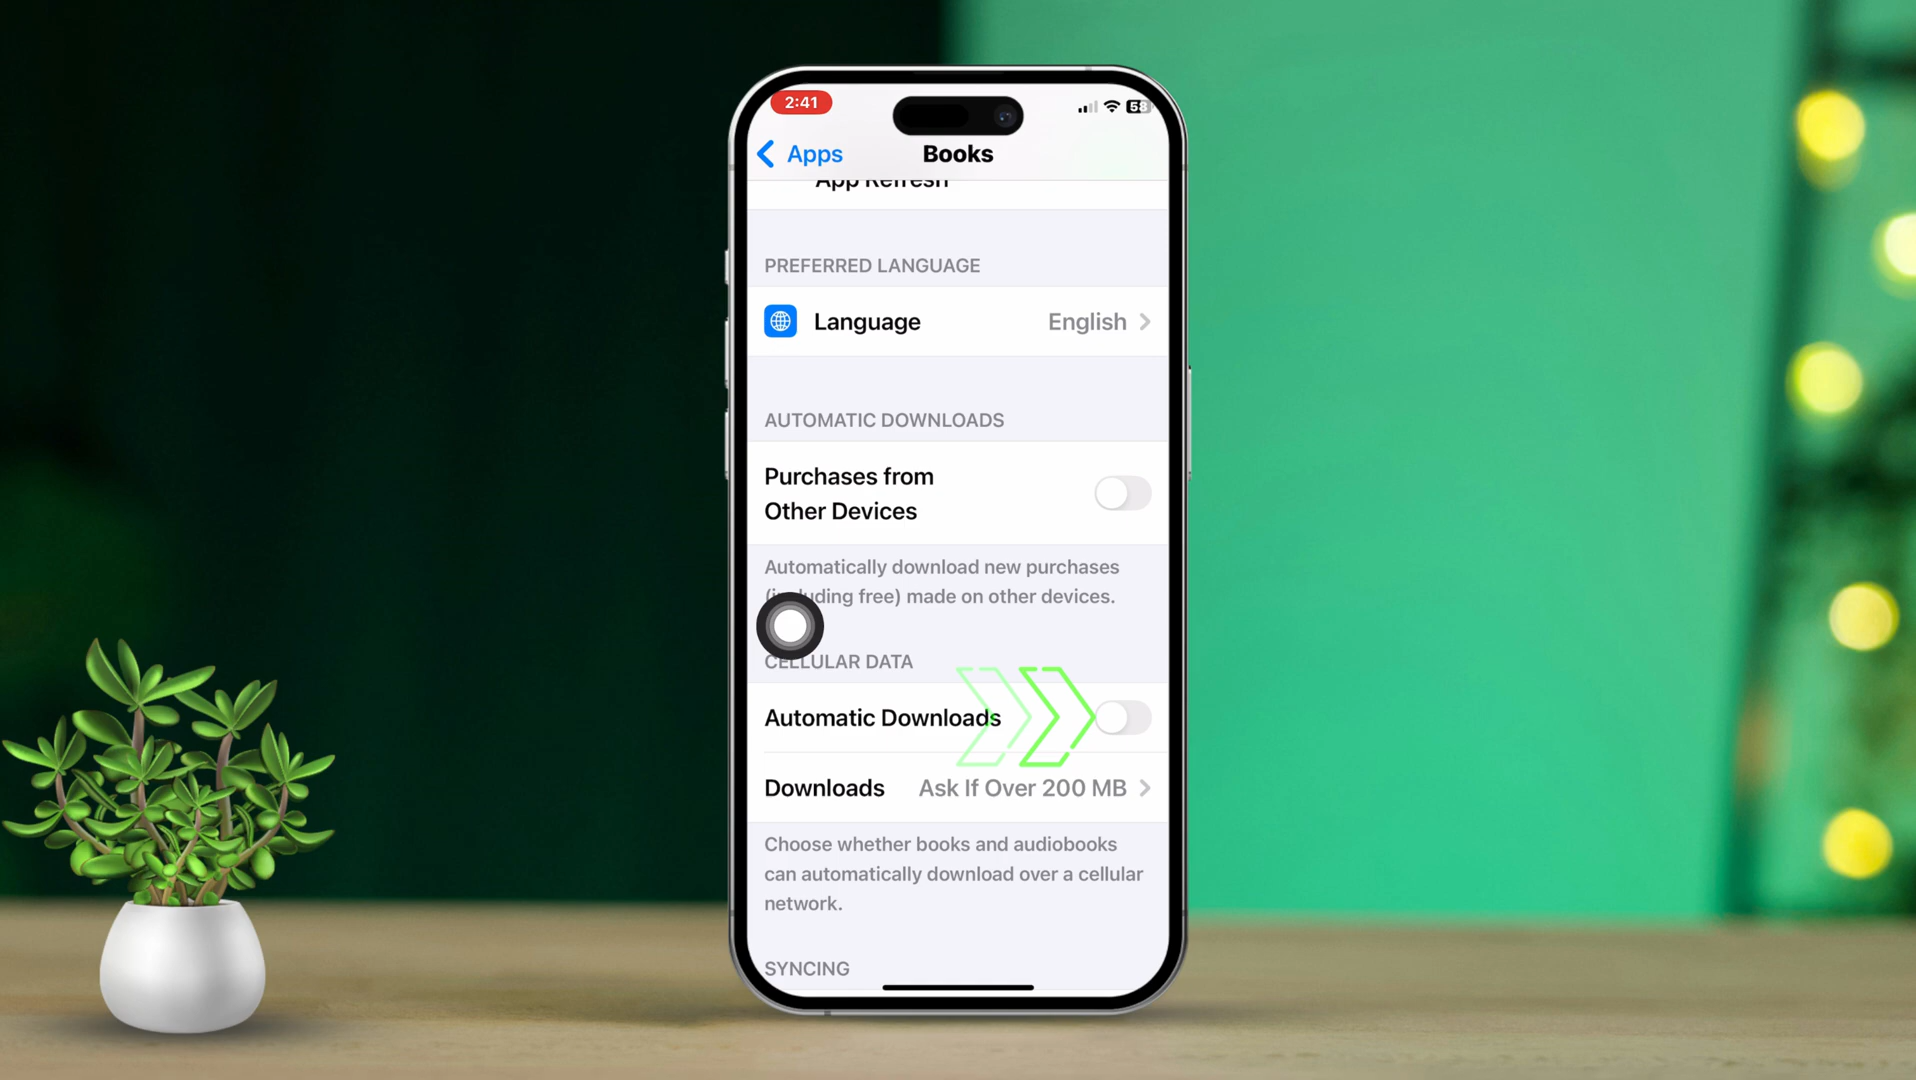 2:41
58
Apps
Books
App Refresh
PREFERRED LANGUAGE
Language English
AUTOMATIC DOWNLOADS
Purchases from
Other Devices
Automatically download new purchases
(including free) made on other devices.
CELLULAR DATA
Automatic Downloads
Downloads Ask If Over 200 MB
Choose whether books and audiobooks
can automatically download over a cellular
network.
SYNCING